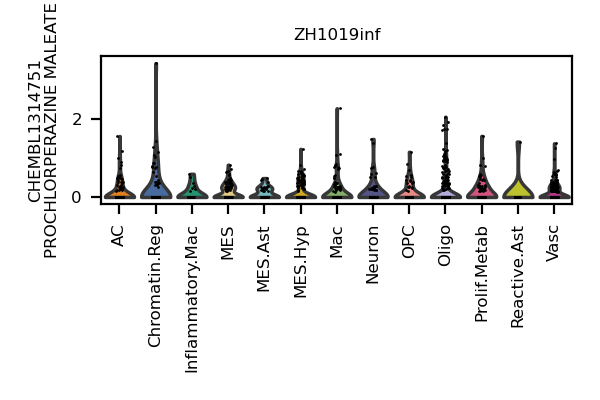 ZH1019inf
CHEMBL1314751
PROCHLORPERAZINE MALEATE
2
0
AC
Chromatin.Reg
Inflammatory.Mac
MES
MES.Ast
MES.Hyp
Mac
Neuron
OPC
Oligo
Prolif.Metab
Reactive.Ast
Vasc